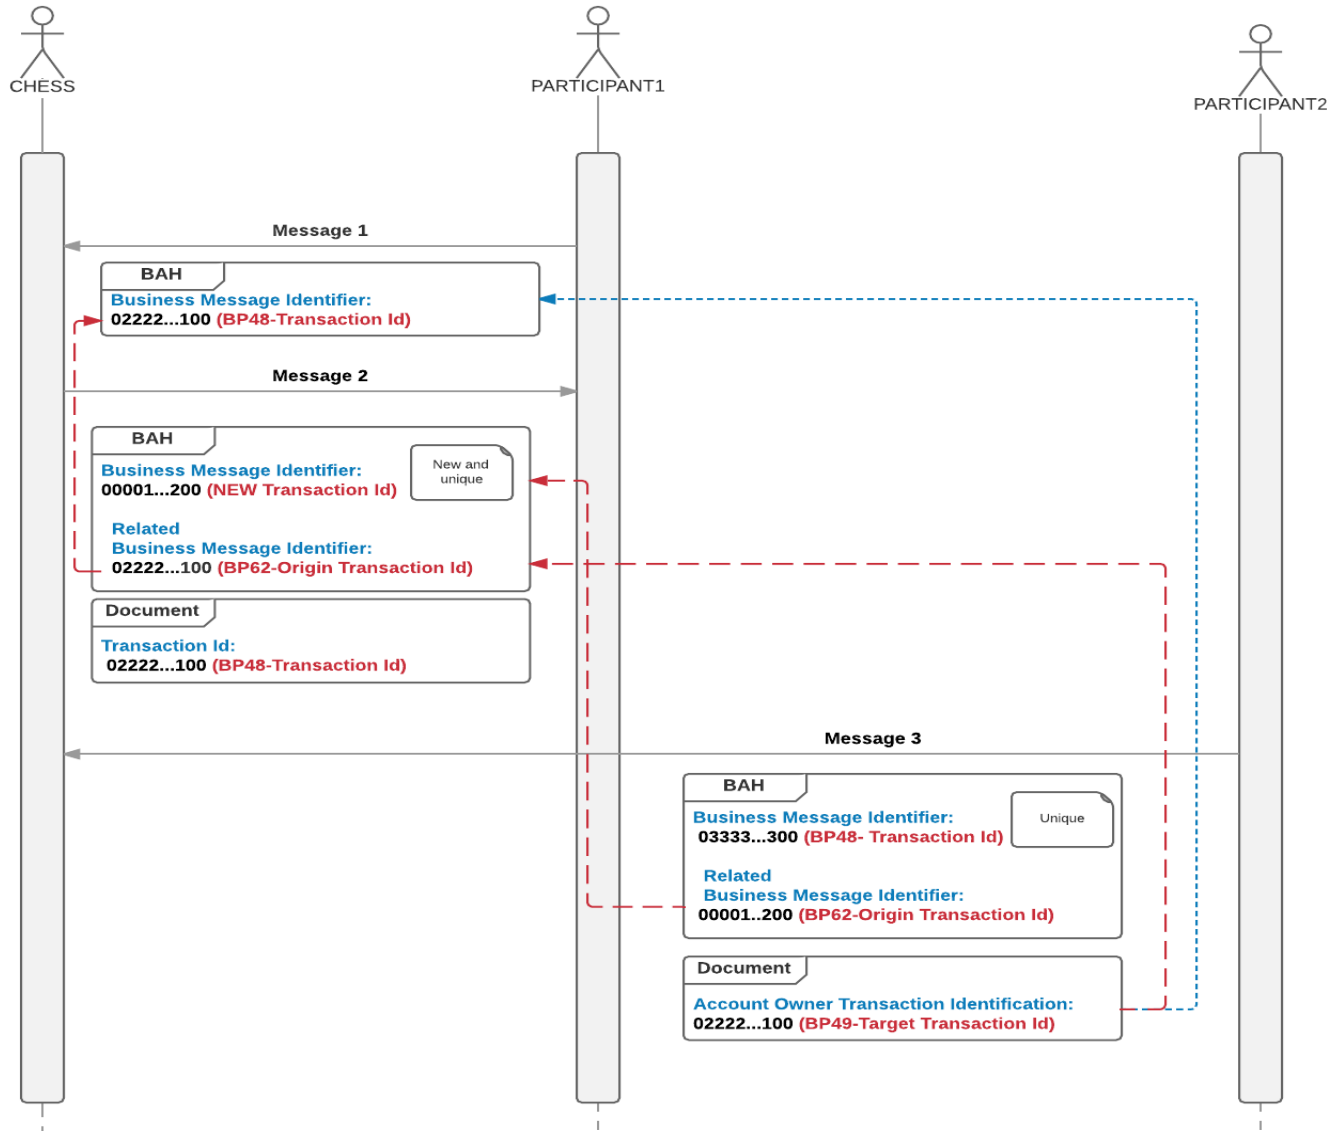 CHESS
PARTICIPANT1
PARTICIPANT2
Message 1
BAH
Business Message Identifier:
02222...100 (BP48-Transaction Id)
Message 2
BAH
New and
unique
Business Message Identifier:
00001...200 (NEW Transaction Id)
Related
Business Message Identifier:
02222...100 (BP62-Origin Transaction Id)
Document
Transaction Id:
02222...100 (BP48-Transaction Id)
Message 3
BAH
Unique
Business Message Identifier:
03333...300 (BP48- Transaction Id)
Related
Business Message Identifier:
00001..200 (BP62-Origin Transaction Id)
Document
Account Owner Transaction Identification:
02222...100 (BP49-Target Transaction Id)